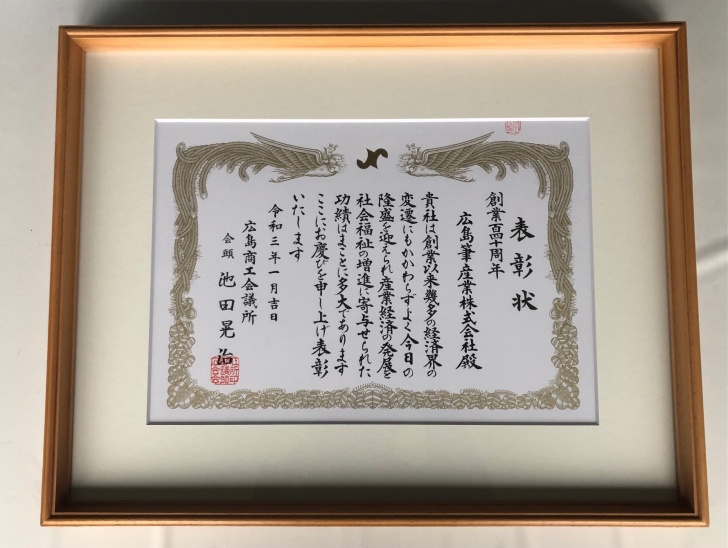 表彰状
創業百四十周年
広島筆産業株式会社殿
貴社は創業以来幾多の経済界の
変遷にもかかわらずよく今日の
隆盛を迎えられ産業経済の発展と
社会福祉の増進に寄与せられた
功績はまことに多大であります
ここにお慶びを申し上げ表彰
いたします
令和三年一月吉日
広島商工会議所
会頭 池田晃治